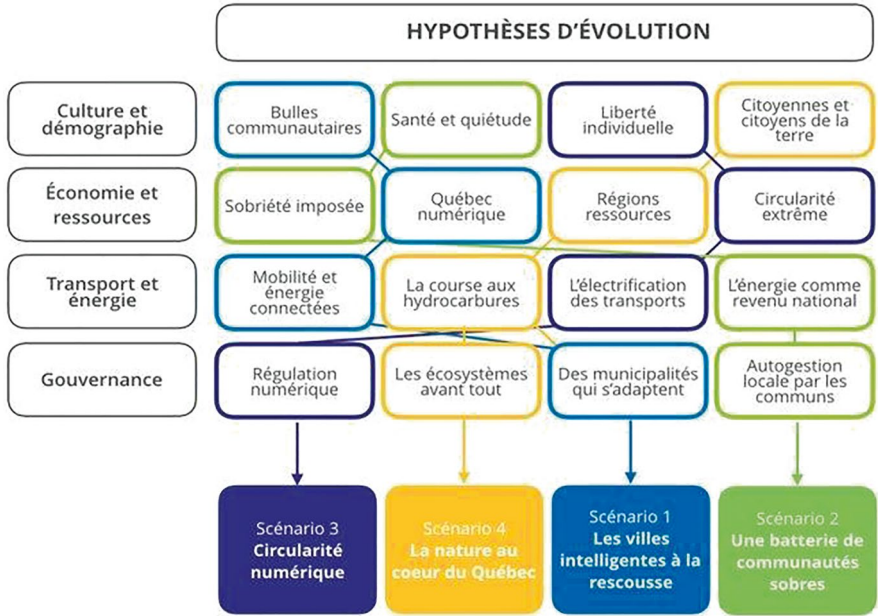 HYPOTHÈSES D’ÉVOLUTION
Culture et
démographie
Bulles
communautaires
Santé et quiétude
Liberté
individuelle
Citoyennes et
citoyens de la
terre
Économie et
ressources
Sobriété imposée
Québec
numérique
Régions
ressources
Circularité
extrême
Transport et
énergie
Mobilité et
énergie
connectées
La course aux
hydrocarbures
L’électrification
des transports
L’énergie comme
revenu national
Gouvernance
Régulation
numérique
Les écosystèmes
avant tout
Des municipalités
qui s’adaptent
Autogestion
locale par les
communs
Scénario 3
Circularité
numérique
Scénario 4
La nature au
coeur du Québec
Scénario 1
Les villes
intelligentes à la
rescousse
Scénario 2
Une batterie de
communautés
sobres